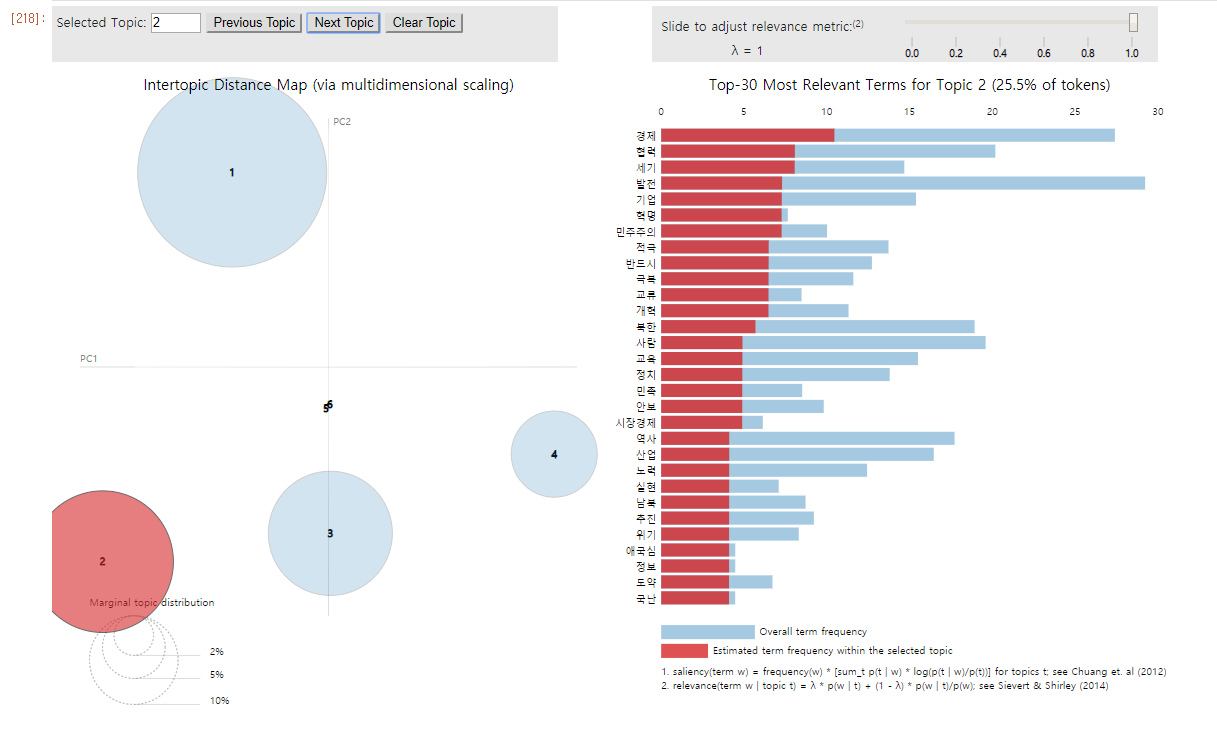 [218]:
Selected Topic: 2 Previous Topic Next Topic Clear Topic
Slide to adjust relevance metric:(2)
λ = 1
0.0 0.2 0.4 0.6 0.8 1.0
Intertopic Distance Map (via multidimensional scaling)
PC2
PC1
1
2
3
4
5
6
Marginal topic distribution
2%
5%
10%
Top-30 Most Relevant Terms for Topic 2 (25.5% of tokens)
0 5 10 15 20 25 30
경제
협력
세기
발전
기업
혁명
민주주의
적극
반드시
극복
교류
개혁
북한
사람
교육
정치
민족
안보
시장경제
역사
산업
노력
실현
남북
추진
위기
애국심
정보
도약
국난
Overall term frequency
Estimated term frequency within the selected topic
1. saliency(term w) = frequency(w) * [sum_t p(t | w) * log(p(t | w)/p(t))] for topics t; see Chuang et. al (2012)
2. relevance(term w | topic t) = λ * p(w | t) + (1 - λ) * p(w | t)/p(w); see Sievert & Shirley (2014)